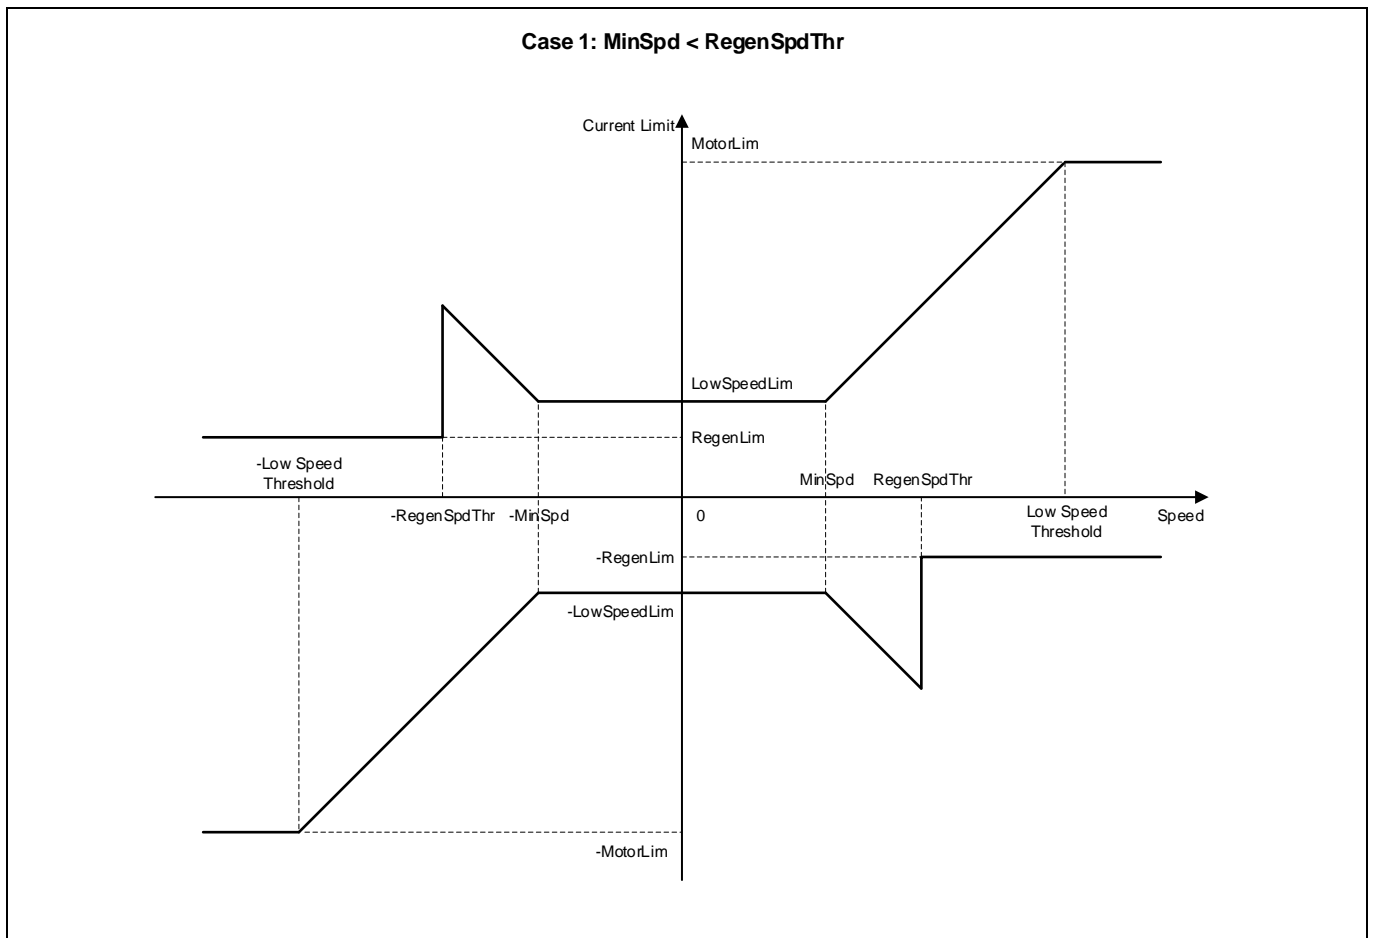 Case 1: MinSpd < RegenSpdThr
Current Limit
MotorLim
LowSpeedLim
RegenLim
-Low Speed
Threshold
MinSpd
RegenSpdThr
-RegenSpdThr
-MinSpd
0
Low Speed
Threshold
Speed
-RegenLim
-LowSpeedLim
-MotorLim